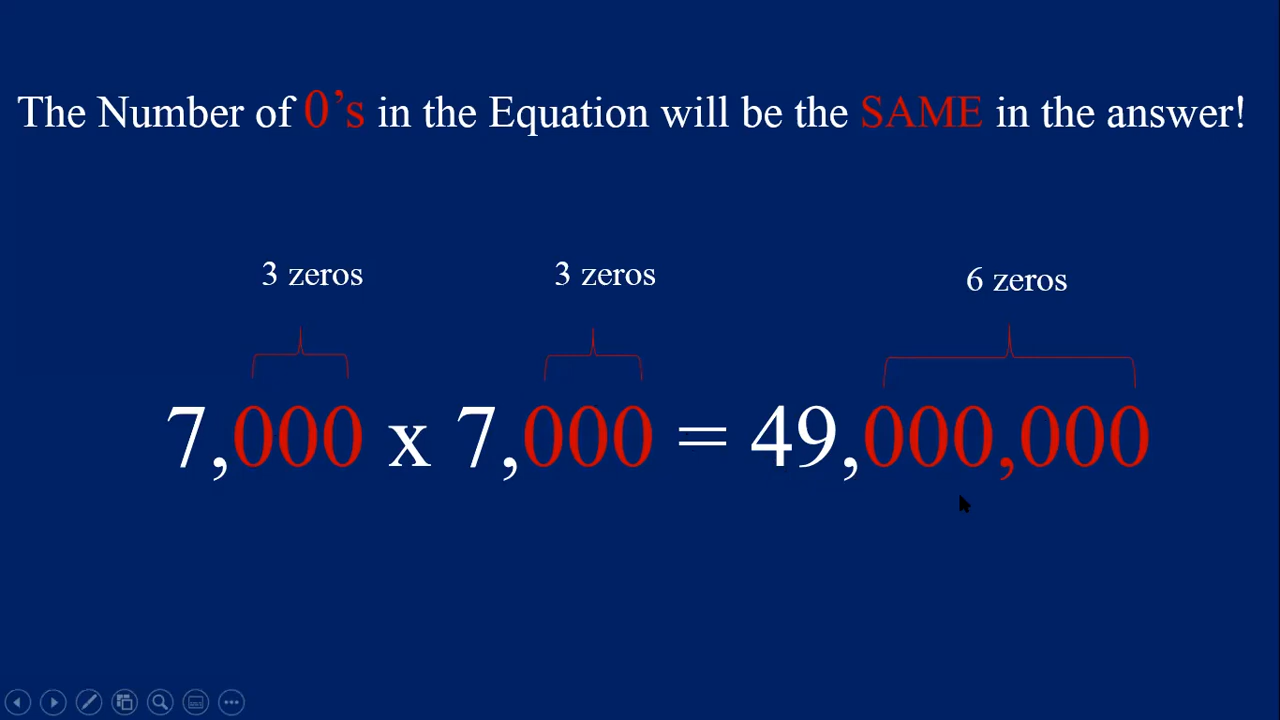 The Number of 0’s in the Equation will be the SAME in the answer!
3 zeros 3 zeros 6 zeros
7,000 x 7,000 = 49,000,000